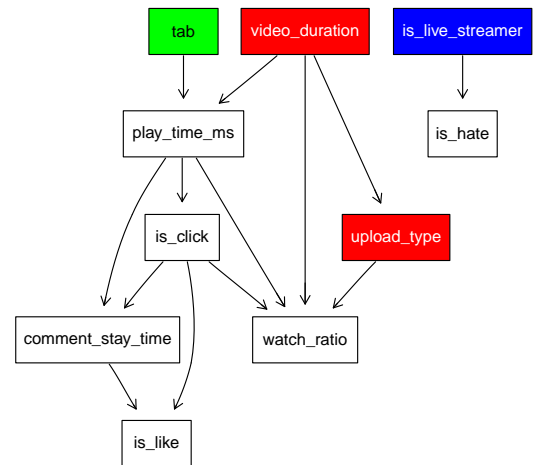 tab
video_duration
is_live_streamer
play_time_ms
is_hate
is_click
upload_type
comment_stay_time
watch_ratio
is_like